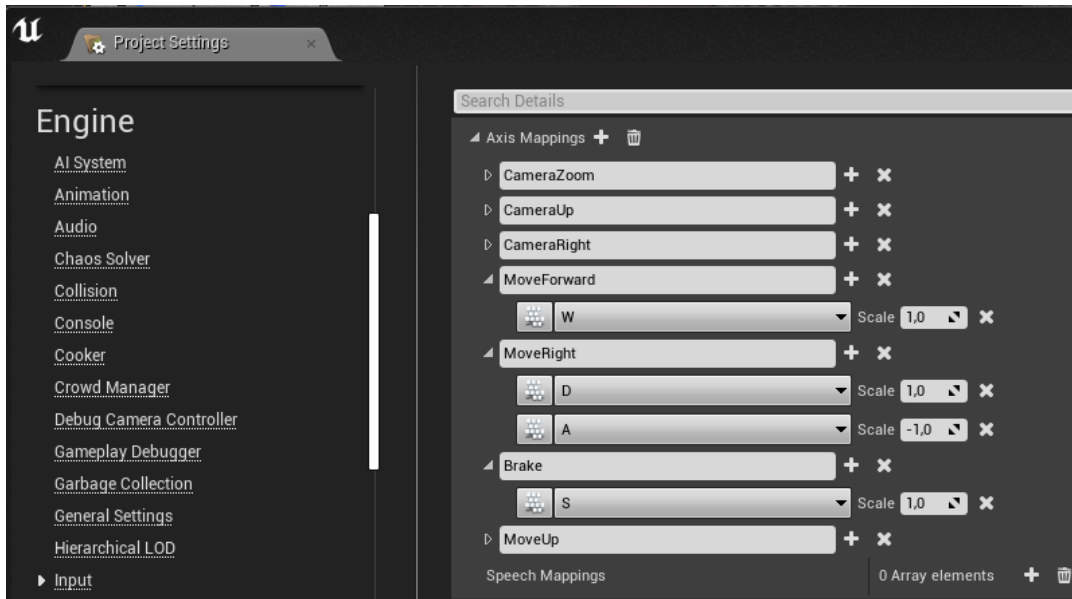 Project Settings
Engine
AI System
Animation
Audio
Chaos Solver
Collision
Console
Cooker
Crowd Manager
Debug Camera Controller
Gameplay Debugger
Garbage Collection
General Settings
Hierarchical LOD
Input
Search Details
Axis Mappings
CameraZoom
CameraUp
CameraRight
MoveForward
W Scale 1,0
MoveRight
D Scale 1,0
A Scale -1,0
Brake
S Scale 1,0
MoveUp
Speech Mappings 0 Array elements